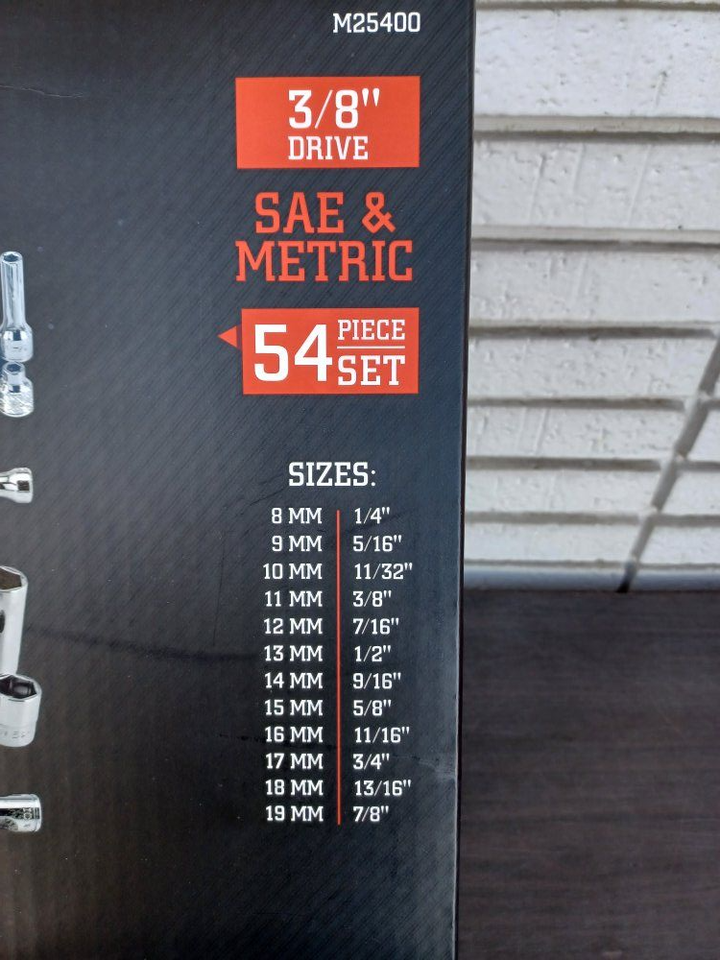 M25400
3/8"
DRIVE
SAE &
METRIC
54 PIECE SET
SIZES:
8 MM 1/4"
9 MM 5/16"
10 MM 11/32"
11 MM 3/8"
12 MM 7/16"
13 MM 1/2"
14 MM 9/16"
15 MM 5/8"
16 MM 11/16"
17 MM 3/4"
18 MM 13/16"
19 MM 7/8"